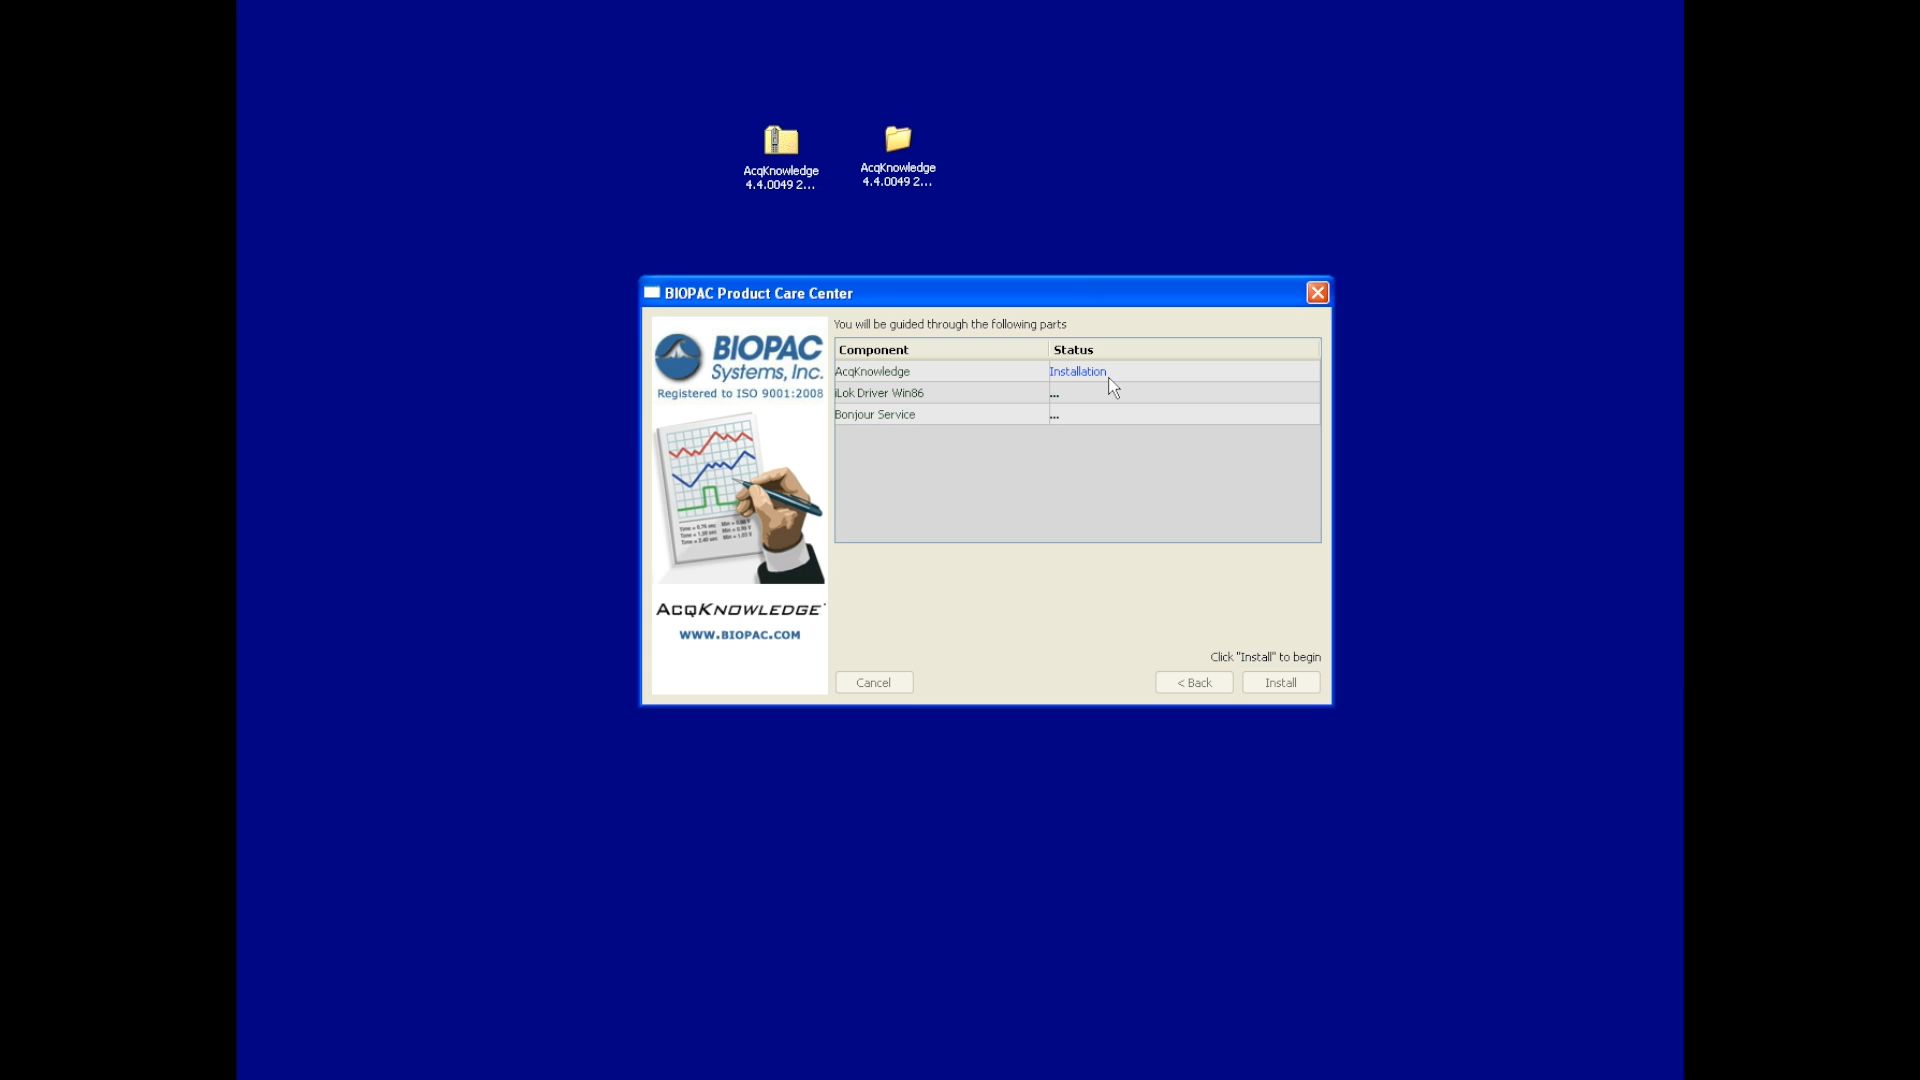 AcqKnowledge
4.4.0049 2...
AcqKnowledge
4.4.0049 2...
BIOPAC Product Care Center
BIOPAC
Systems, Inc.
Registered to ISO 9001:2008
ACQKNOWLEDGE
WWW.BIOPAC.COM
You will be guided through the following parts
Component Status
AcqKnowledge Installation
iLok Driver Win86 ...
Bonjour Service ...
Click "Install" to begin
Cancel
< Back
Install